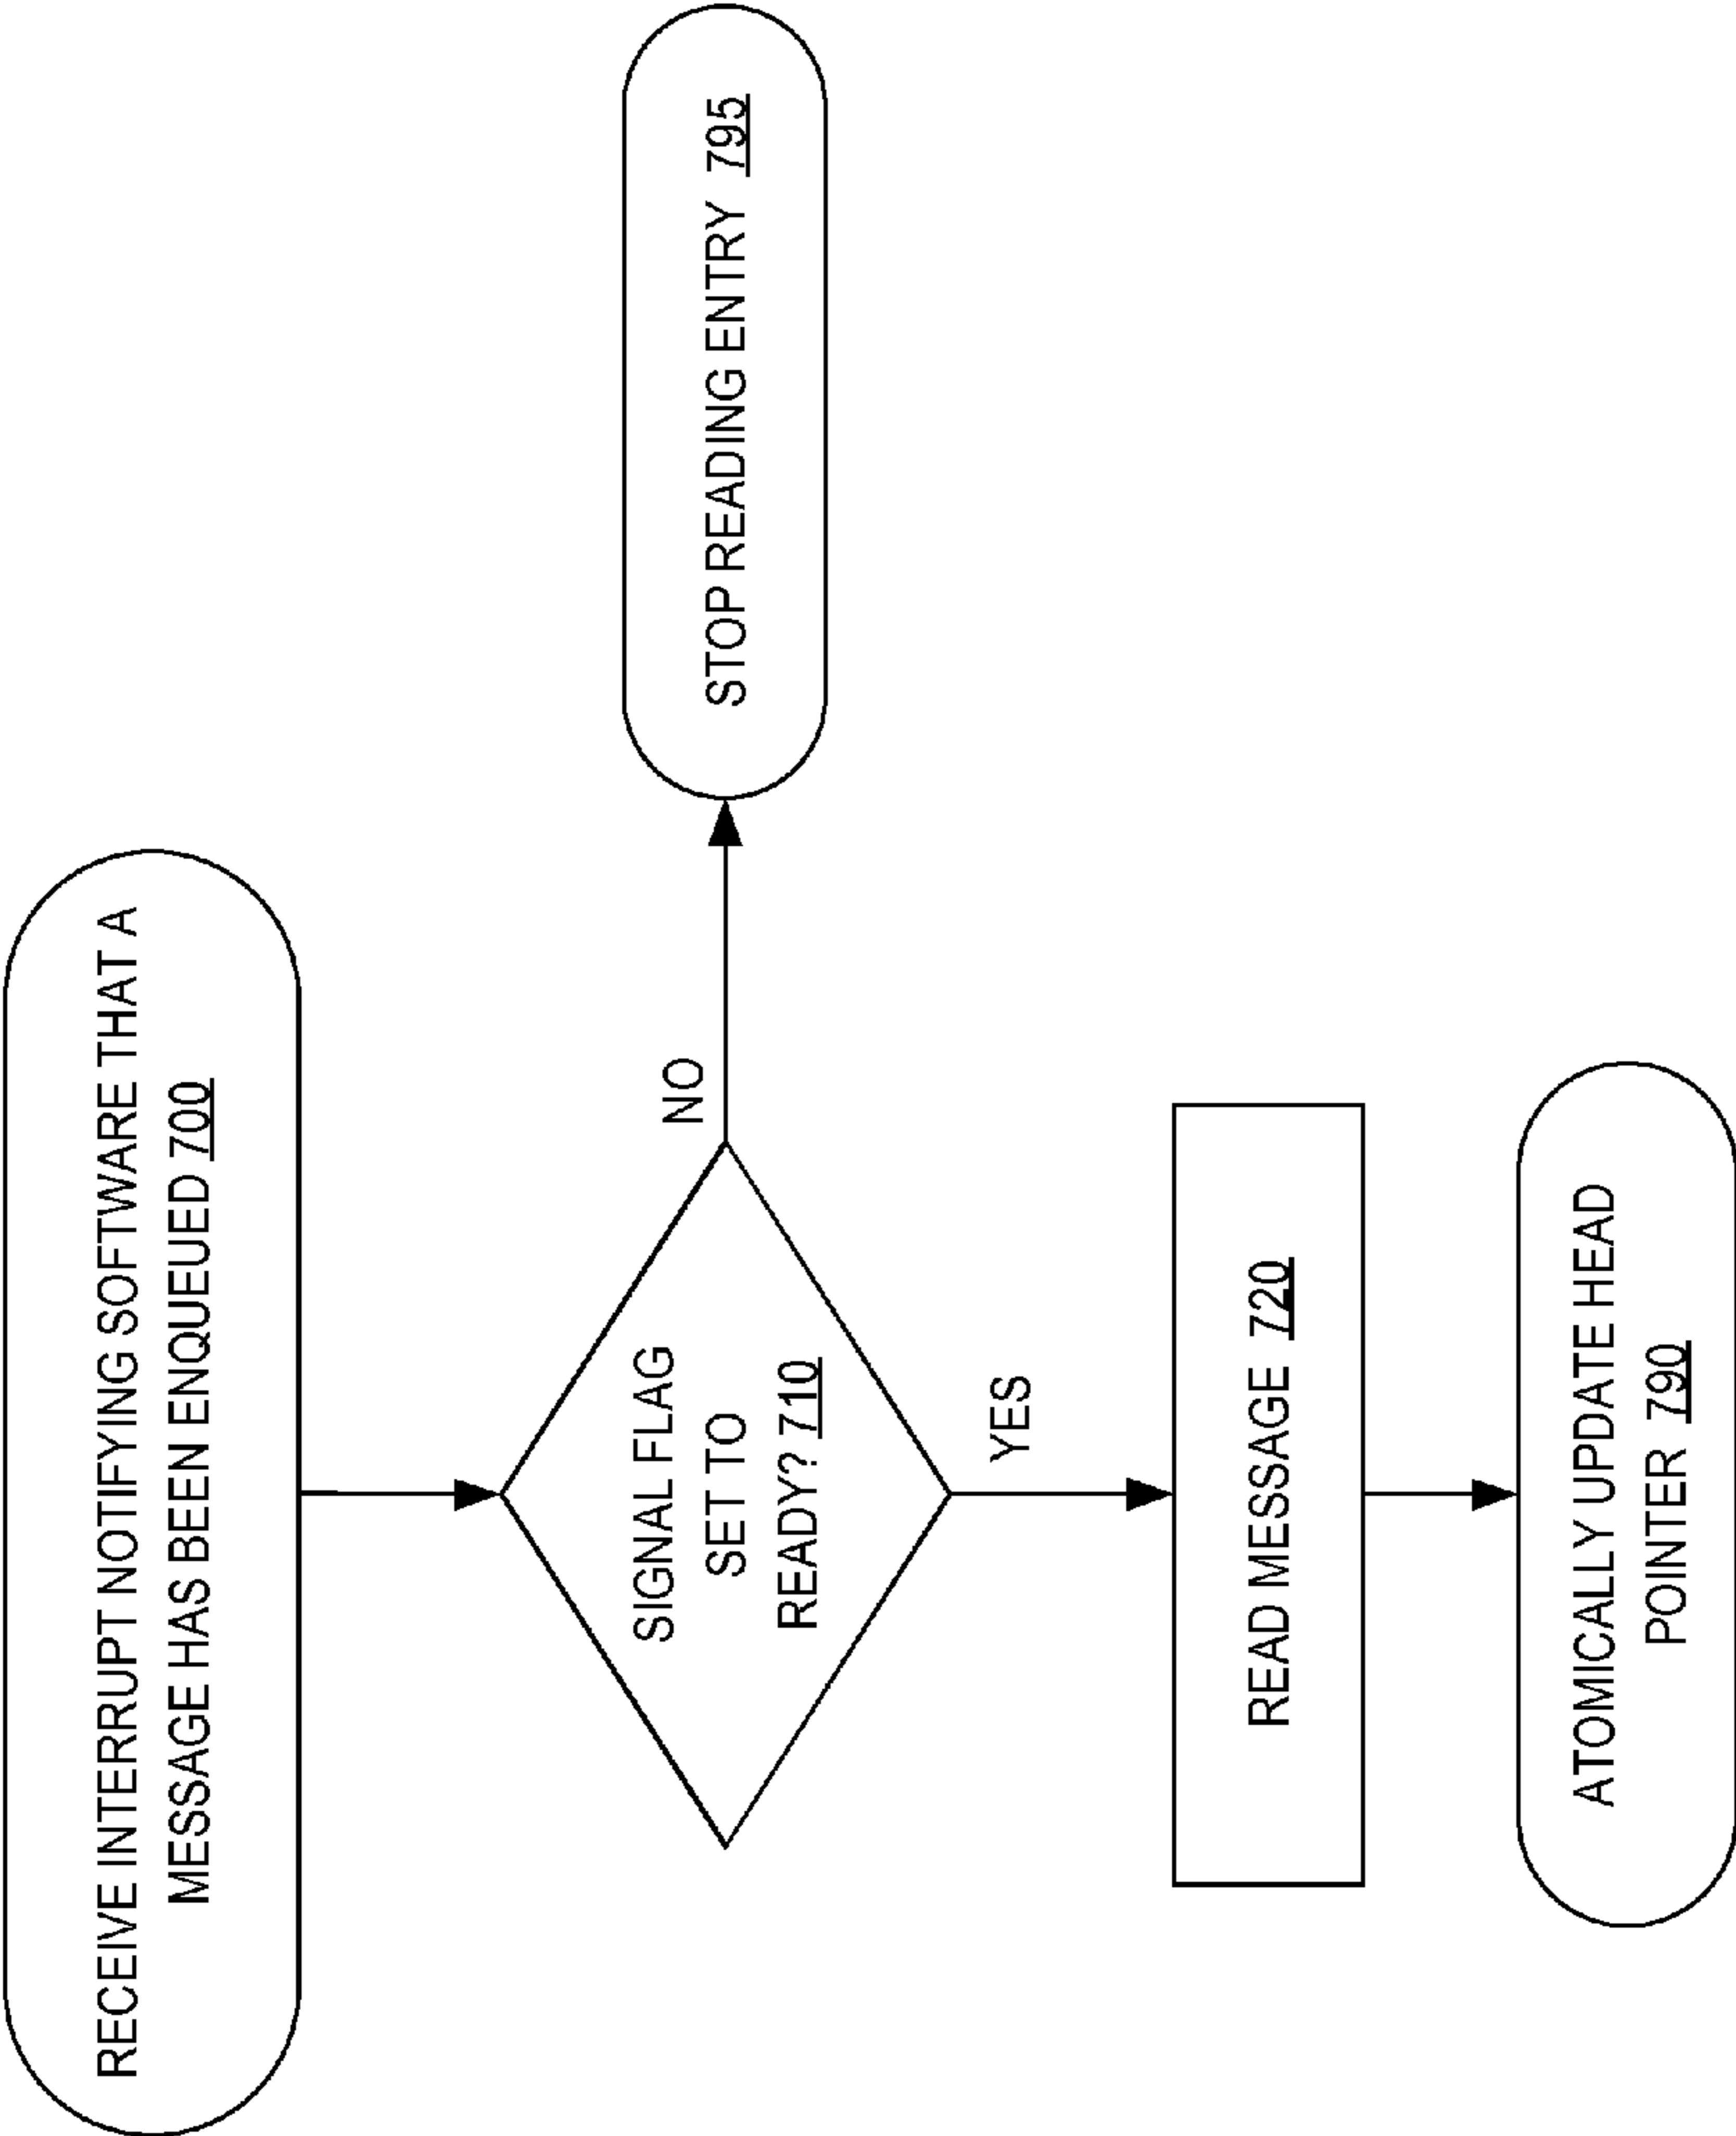 RECEIVE INTERRUPT NOTIFYING SOFTWARE THAT A
MESSAGE HAS BEEN ENQUEUED 700
SIGNAL FLAG
SET TO
READY? 710
NO
STOP READING ENTRY 795
YES
READ MESSAGE 720
ATOMICALLY UPDATE HEAD
POINTER 790